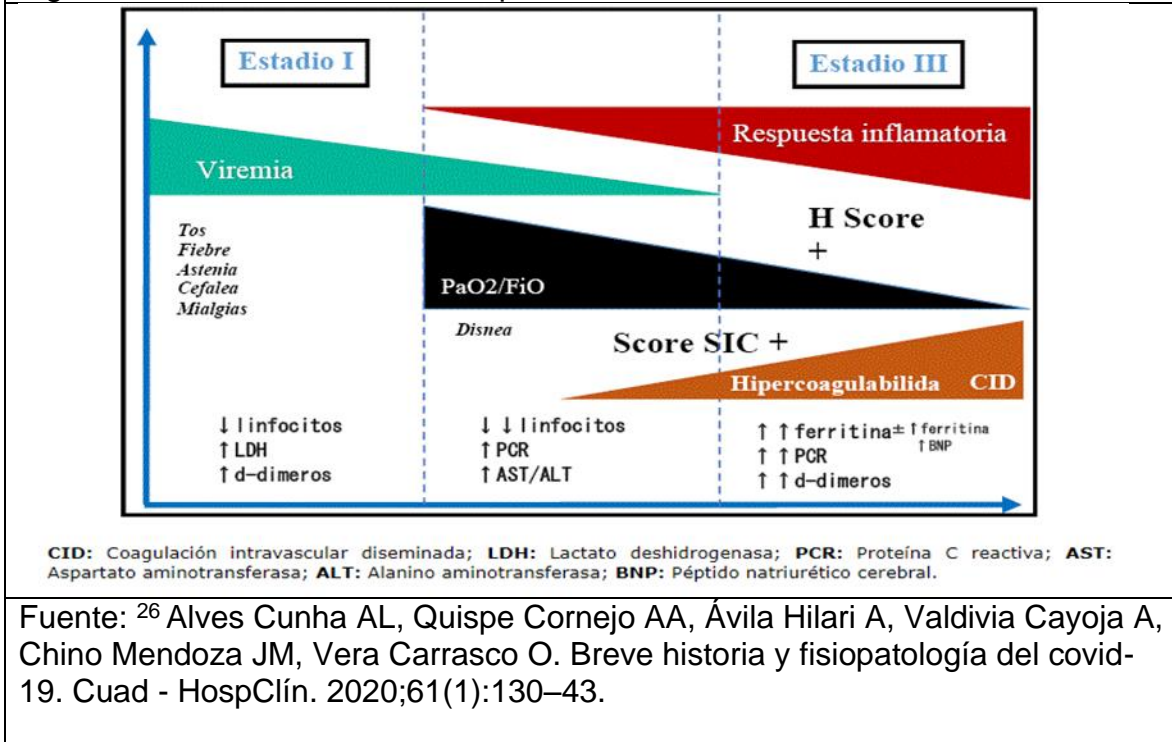 Estadio I
Estadio III
Respuesta inflamatoria
Viremia
H Score
+
Tos
Fiebre
Astenia
Cefalea
Mialgias
PaO2/FiO
Disnea
Score SIC +
Hipercoagulabilida CID
↓ linfocitos
↑ LDH
↑ d-dimeros
↓ ↓ linfocitos
↑ PCR
↑ AST/ALT
↑ ↑ ferritina± ↑ ferritina
↑ BNP
↑ ↑ PCR
↑ ↑ d-dimeros
CID: Coagulación intravascular diseminada; LDH: Lactato deshidrogenasa; PCR: Proteína C reactiva; AST:
Aspartato aminotransferasa; ALT: Alanino aminotransferasa; BNP: Péptido natriurético cerebral.
Fuente: 26 Alves Cunha AL, Quispe Cornejo AA, Ávila Hilari A, Valdivia Cayoja A,
Chino Mendoza JM, Vera Carrasco O. Breve historia y fisiopatología del covid-
19. Cuad - HospClín. 2020;61(1):130–43.